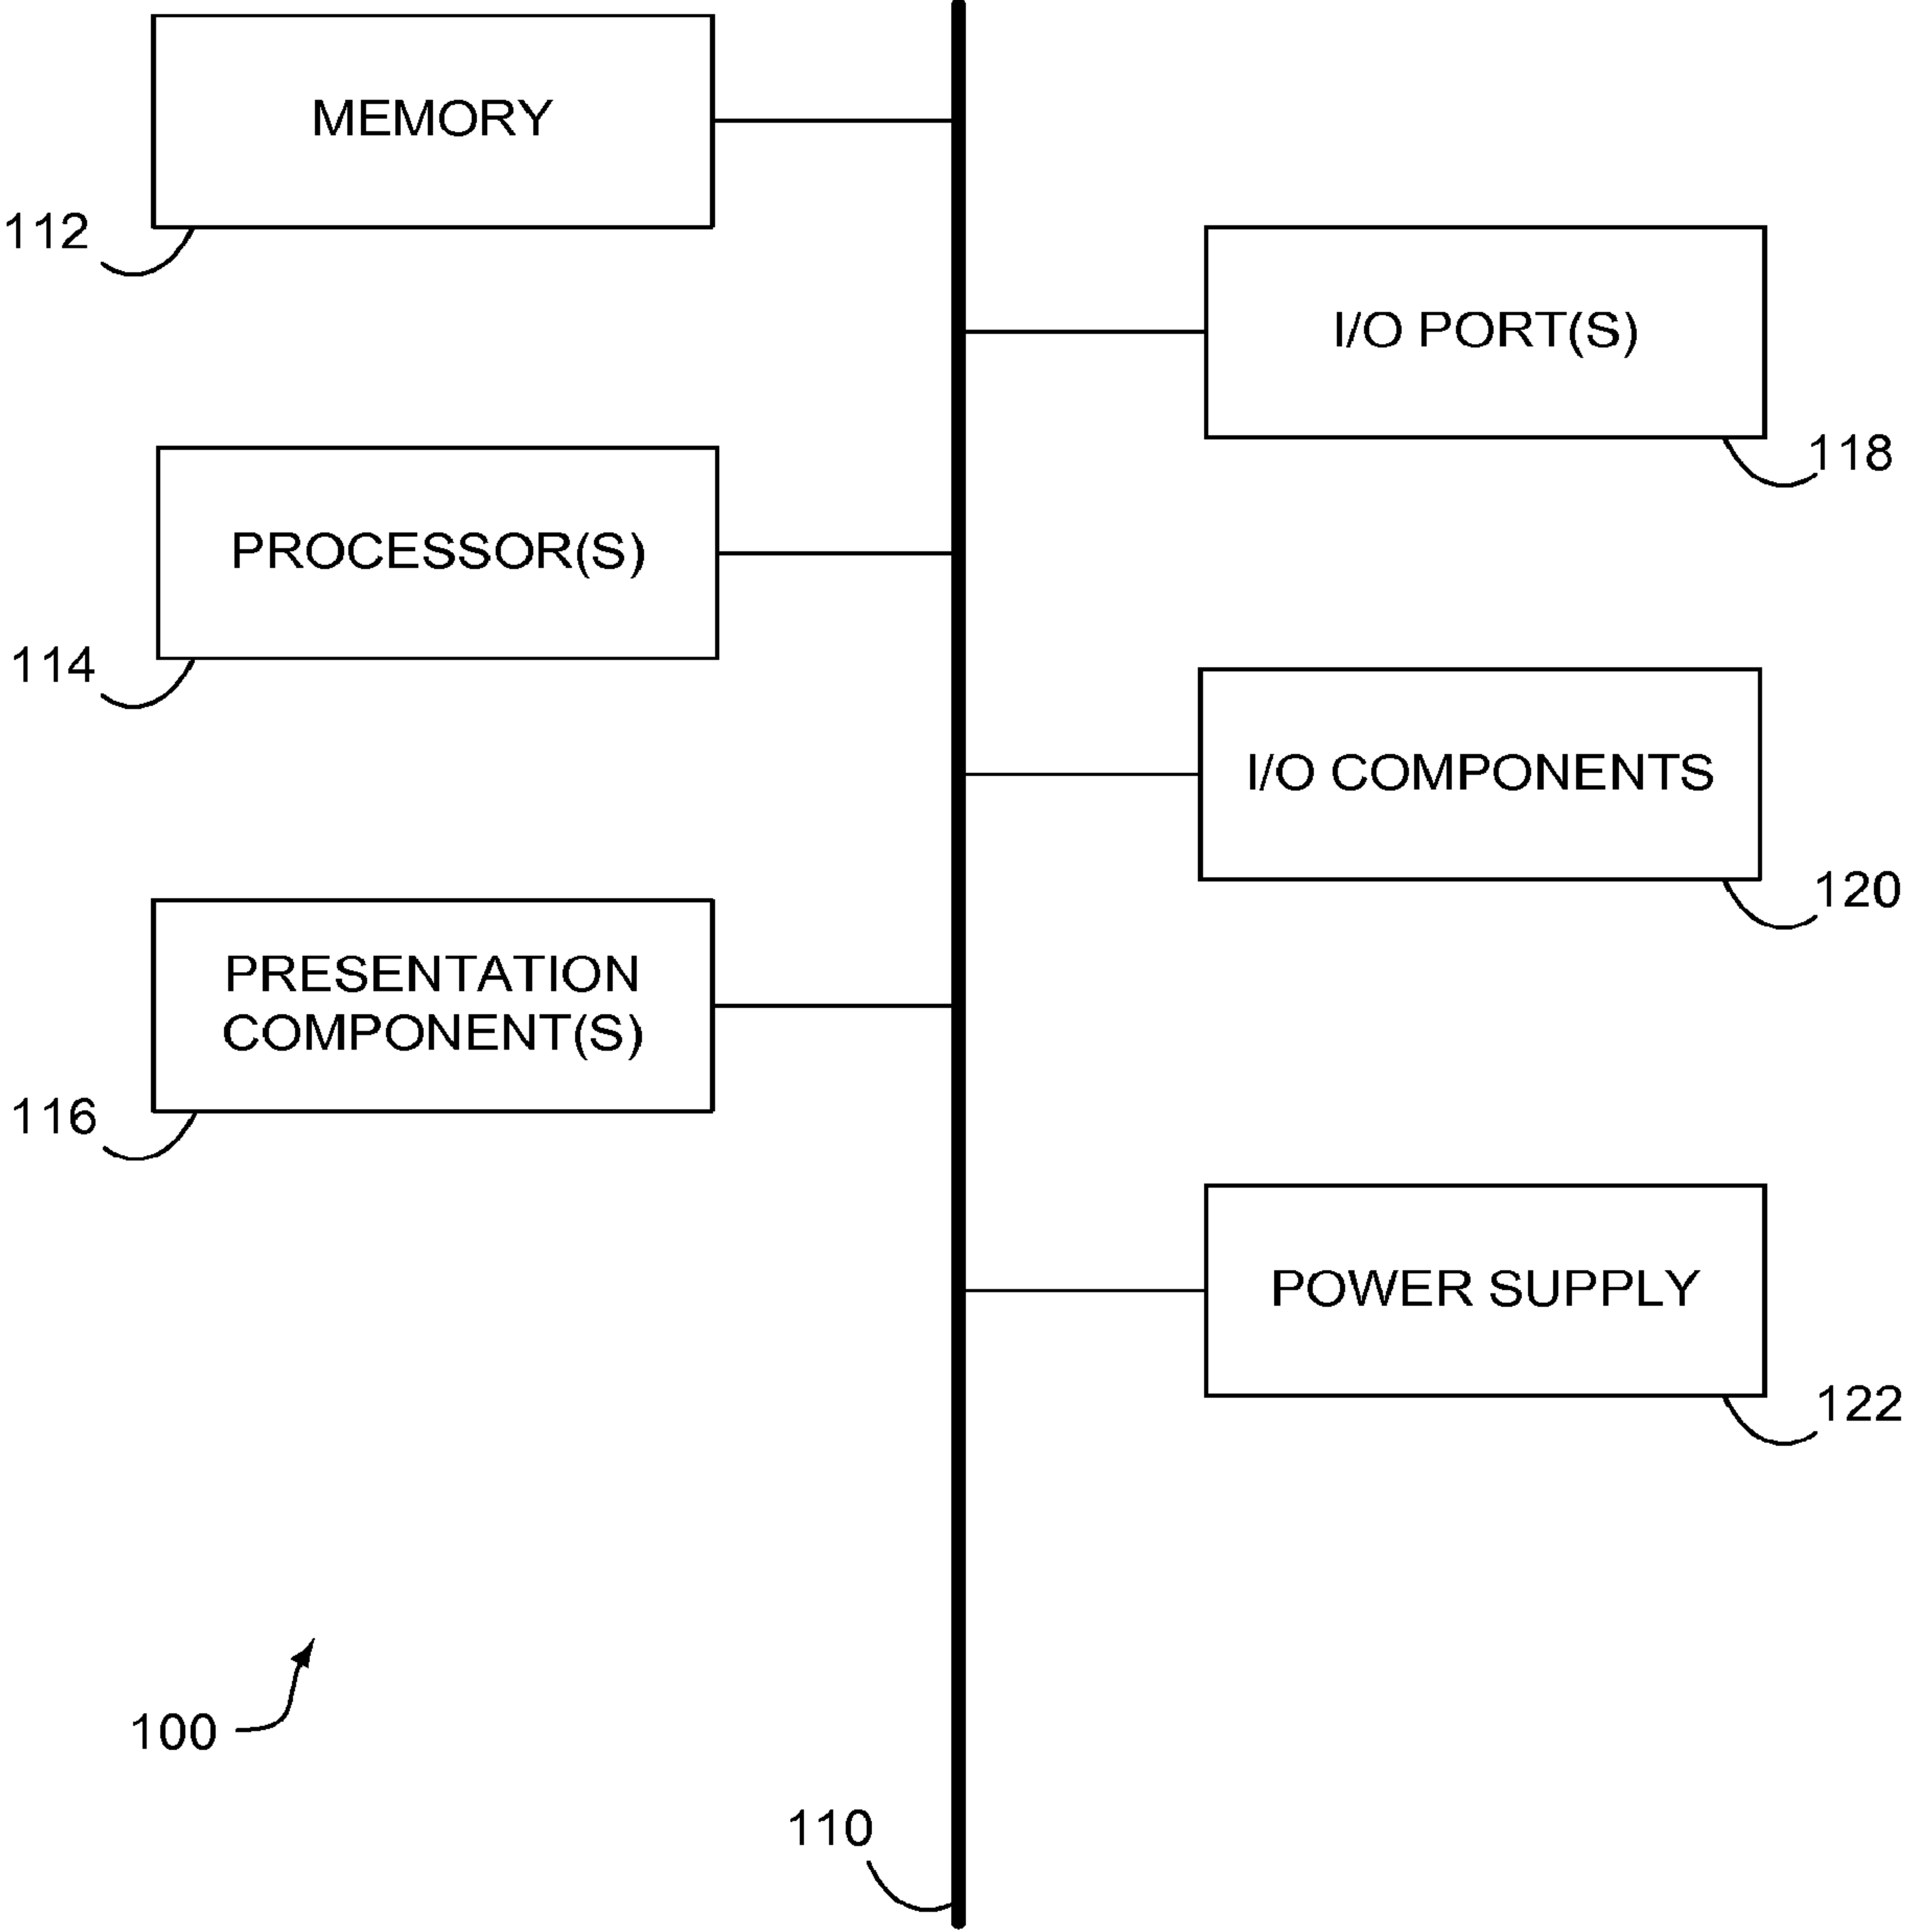 MEMORY
112
I/O PORT(S)
118
PROCESSOR(S)
114
I/O COMPONENTS
120
PRESENTATION
COMPONENT(S)
116
POWER SUPPLY
122
100
110